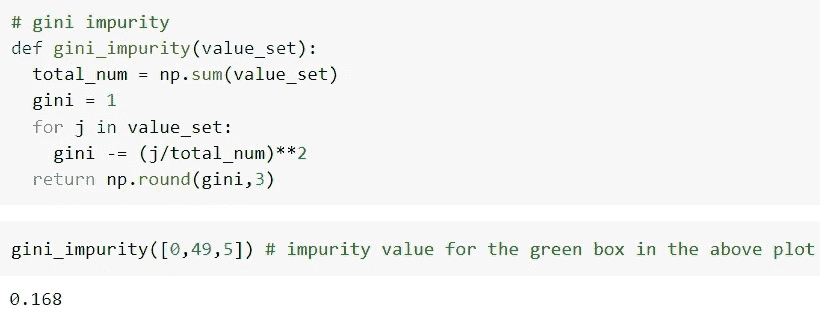 # gini impurity
def gini_impurity(value_set):
  total_num = np.sum(value_set)
  gini = 1
  for j in value_set:
    gini -= (j/total_num)**2
  return np.round(gini,3)
gini_impurity([0,49,5]) # impurity value for the green box in the above plot
0.168